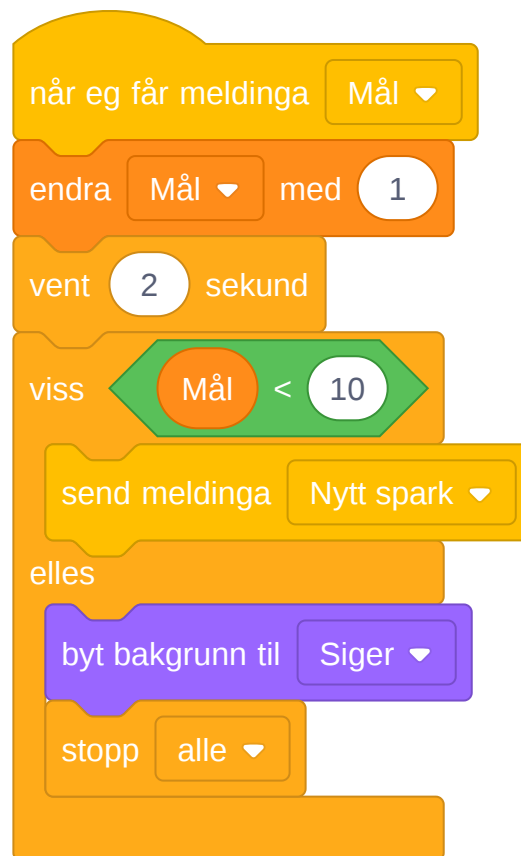 når eg får meldinga Mål
endra Mål med 1
vent 2 sekund
viss Mål < 10
send meldinga Nytt spark
elles
byt bakgrunn til Siger
stopp alle